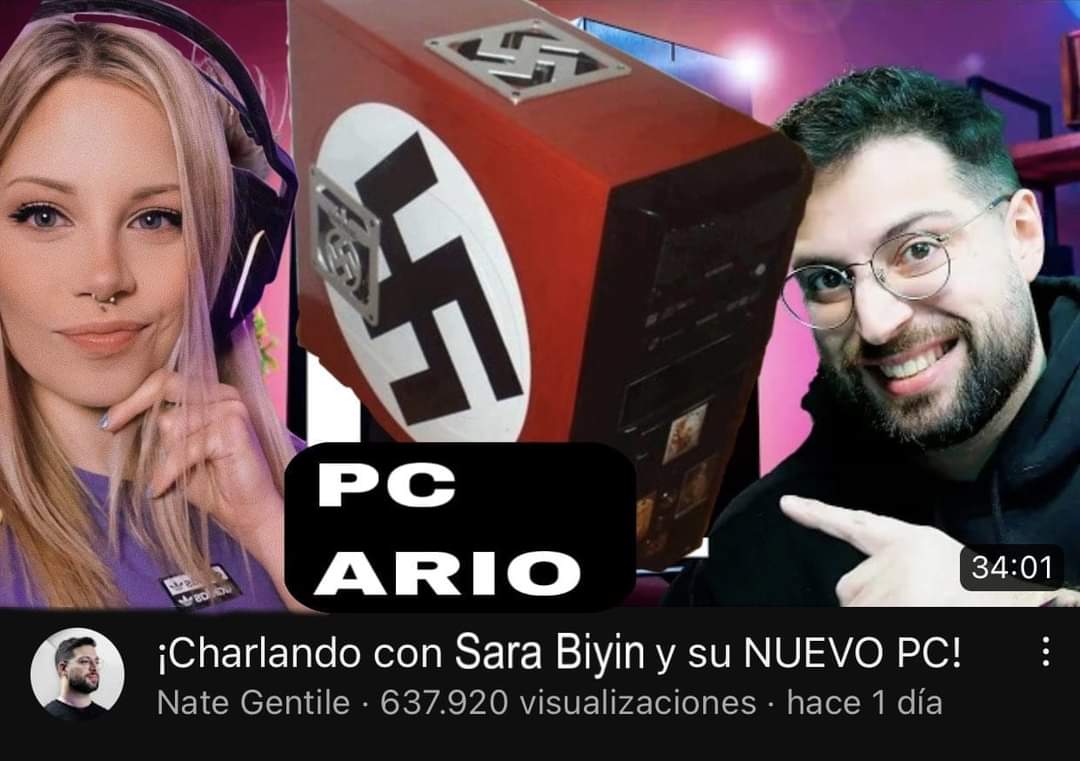 PC
ARIO
34:01
¡Charlando con Sara Biyin y su NUEVO PC!
Nate Gentile · 637.920 visualizaciones · hace 1 día